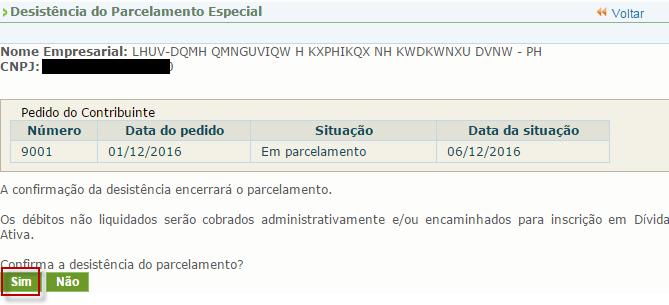 Desistência do Parcelamento Especial
Voltar
Nome Empresarial: LHUV-DQMH QMNGUVIQW H KXPHIKQX NH KWDKWNXU DVNW - PH
CNPJ: 0
Pedido do Contribuinte
Número Data do pedido Situação Data da situação
9001 01/12/2016 Em parcelamento 06/12/2016
A confirmação da desistência encerrará o parcelamento.
Os débitos não liquidados serão cobrados administrativamente e/ou encaminhados para inscrição em Dívida
Ativa.
Confirma a desistência do parcelamento?
Sim Não